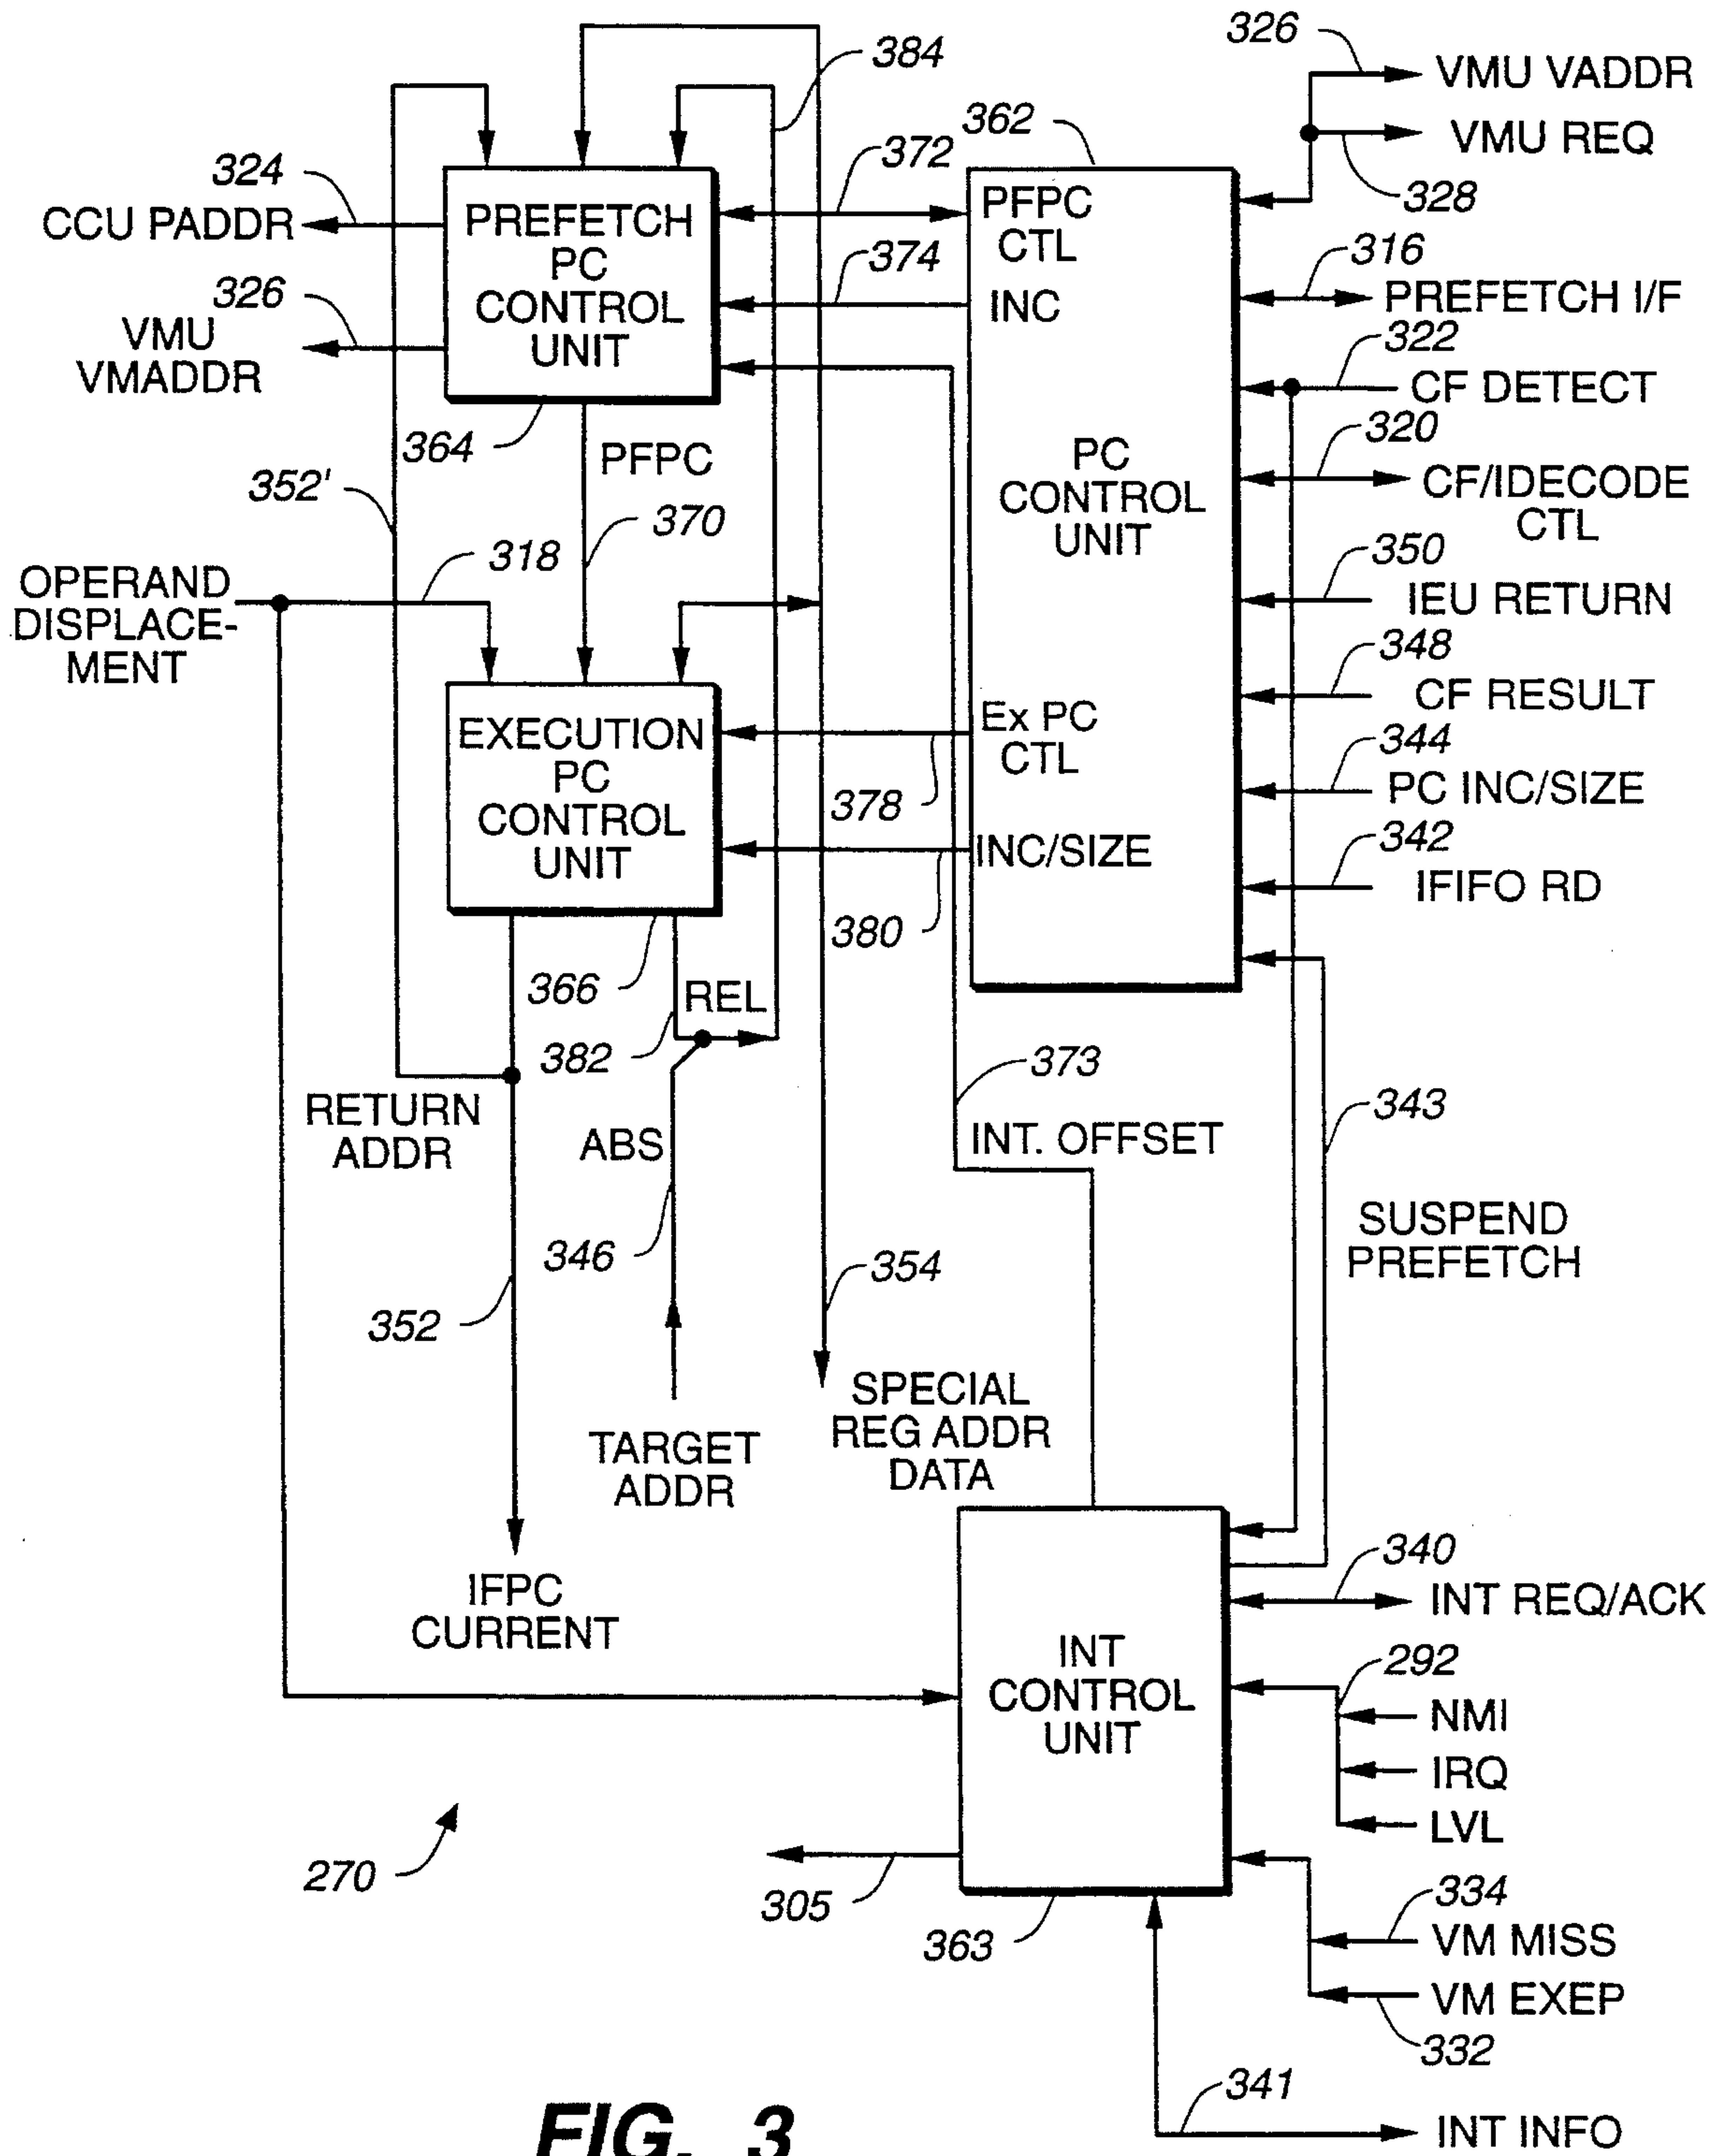 384
326
VMU VADDR
362
372
VMU REQ
324
328
CCU PADDR
PREFETCH
PC
CONTROL
UNIT
PFPC
CTL
374
316
326
INC
PREFETCH I/F
VMU
VMADDR
322
CF DETECT
364
PFPC
320
352'
PC
CONTROL
UNIT
CF/IDECODE
CTL
370
318
350
OPERAND
DISPLACE-
MENT
IEU RETURN
348
EXECUTION
PC
CONTROL
UNIT
Ex PC
CTL
CF RESULT
344
378
PC INC/SIZE
INC/SIZE
342
380
IFIFO RD
366
REL
382
373
343
RETURN
ADDR
ABS
INT. OFFSET
346
SUSPEND
PREFETCH
352
354
TARGET
ADDR
SPECIAL
REG ADDR
DATA
340
IFPC
CURRENT
INT REQ/ACK
INT
CONTROL
UNIT
292
NMI
IRQ
LVL
270
305
363
334
VM MISS
VM EXEP
332
341
INT INFO
FIG. 3